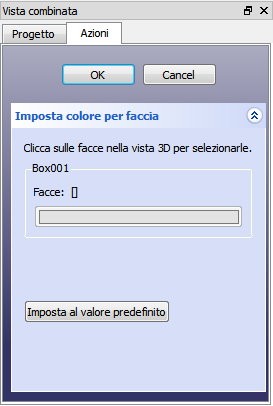 Vista combinata
Progetto Azioni
OK Cancel
Imposta colore per faccia
Clicca sulle facce nella vista 3D per selezionarle.
Box001
Facce: []
Imposta al valore predefinito